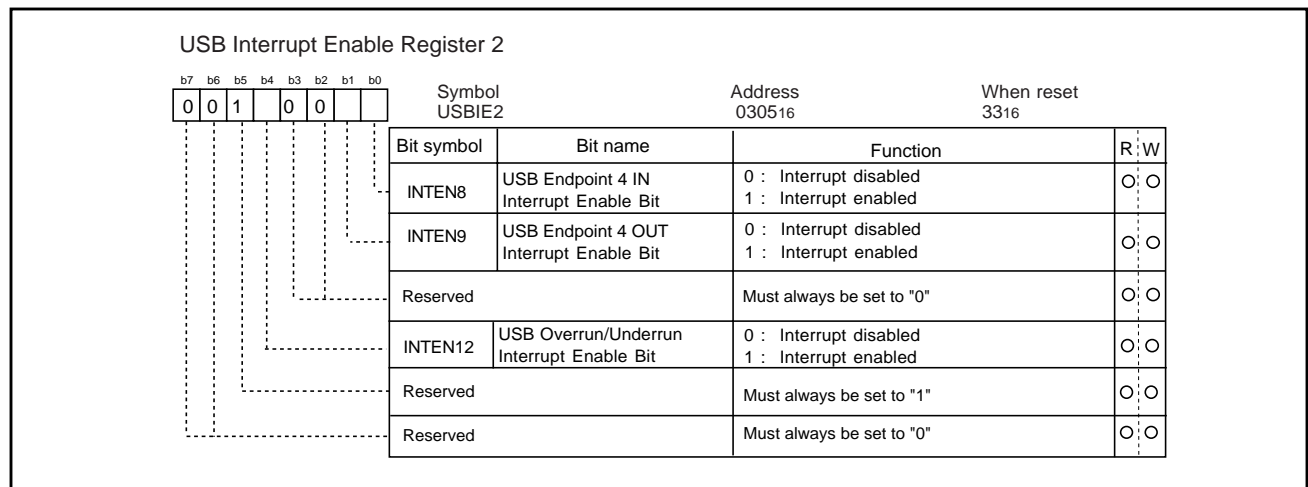 USB Interrupt Enable Register 2
b7 b6 b5 b4 b3 b2 b1 b0
0 0 1 0 0
Symbol Address When reset
USBIE2 030516 3316
Bit symbol Bit name Function R W
INTEN8 USB Endpoint 4 IN 0 : Interrupt disabled O O
Interrupt Enable Bit 1 : Interrupt enabled
INTEN9 USB Endpoint 4 OUT 0 : Interrupt disabled O O
Interrupt Enable Bit 1 : Interrupt enabled
Reserved Must always be set to "0" O O
INTEN12 USB Overrun/Underrun 0 : Interrupt disabled O O
Interrupt Enable Bit 1 : Interrupt enabled
Reserved Must always be set to "1" O O
Reserved Must always be set to "0" O O